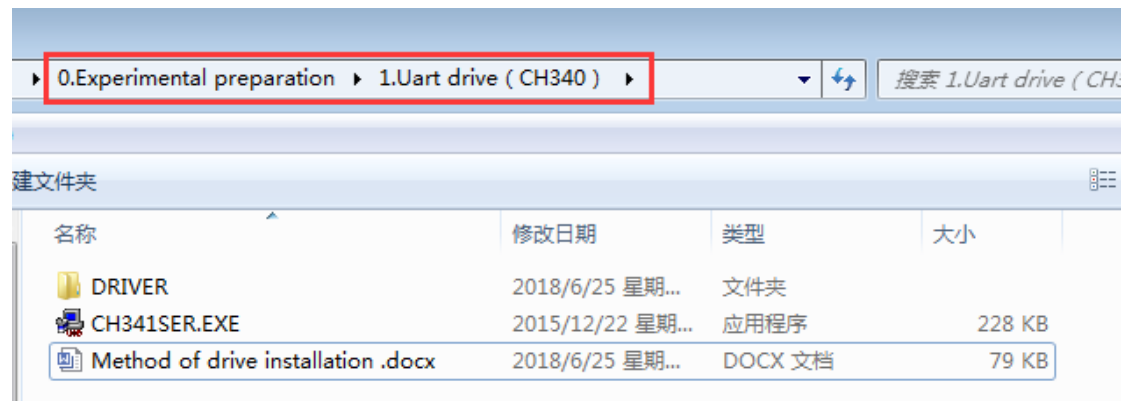 0.Experimental preparation ▸ 1.Uart drive ( CH340 ) ▸ 搜索 1.Uart drive ( CH3
建文件夹
名称 修改日期 类型 大小
DRIVER 2018/6/25 星期... 文件夹
CH341SER.EXE 2015/12/22 星期... 应用程序 228 KB
Method of drive installation .docx 2018/6/25 星期... DOCX 文档 79 KB